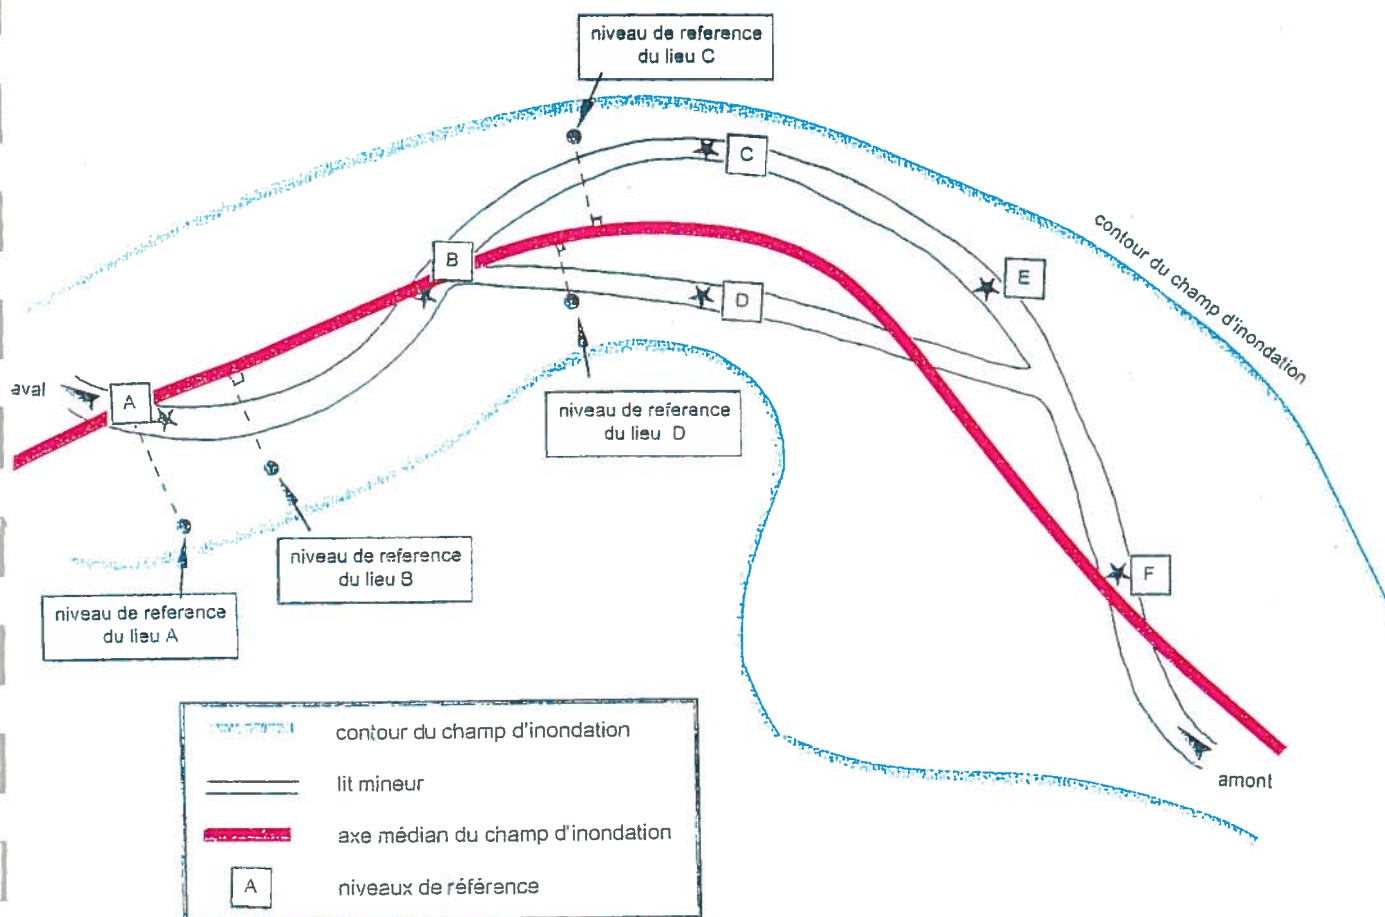 niveau de reference
du lieu C
C
contour du champ d'inondation
B
E
D
aval
A
niveau de reference
du lieu D
niveau de reference
du lieu B
F
niveau de reference
du lieu A
contour du champ d'inondation
amont
lit mineur
axe médian du champ d'inondation
A
niveaux de référence